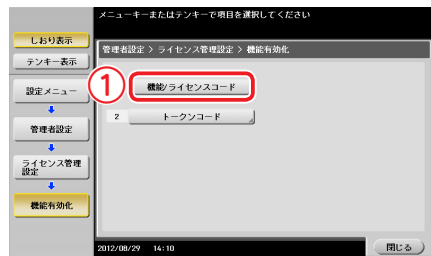 メニューキーまたはテンキーで項目を選択してください
しおり表示
テンキー表示
設定メニュー
管理者設定
ライセンス管理
設定
機能有効化
管理者設定 > ライセンス管理設定 > 機能有効化
①
機能/ライセンスコード
2 トークンコード
2012/08/29 14:10
閉じる